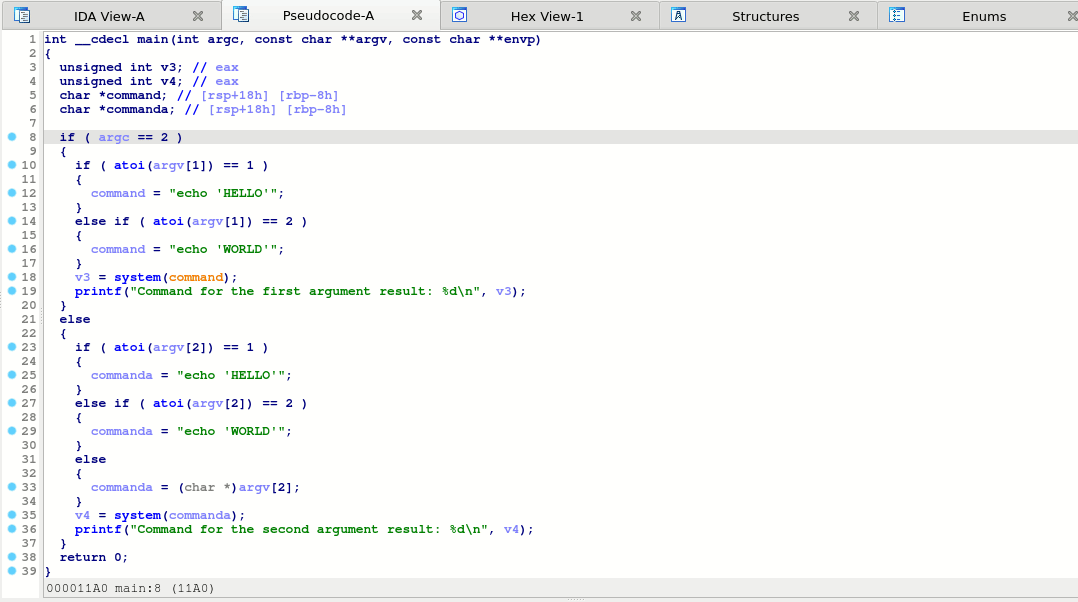 IDA View-A Pseudocode-A Hex View-1 Structures Enums
1 int __cdecl main(int argc, const char **argv, const char **envp)
2 {
3   unsigned int v3; // eax
4   unsigned int v4; // eax
5   char *command; // [rsp+18h] [rbp-8h]
6   char *commanda; // [rsp+18h] [rbp-8h]
7
8   if ( argc == 2 )
9   {
10     if ( atoi(argv[1]) == 1 )
11     {
12       command = "echo 'HELLO'";
13     }
14     else if ( atoi(argv[1]) == 2 )
15     {
16       command = "echo 'WORLD'";
17     }
18     v3 = system(command);
19     printf("Command for the first argument result: %d\n", v3);
20   }
21   else
22   {
23     if ( atoi(argv[2]) == 1 )
24     {
25       commanda = "echo 'HELLO'";
26     }
27     else if ( atoi(argv[2]) == 2 )
28     {
29       commanda = "echo 'WORLD'";
30     }
31     else
32     {
33       commanda = (char *)argv[2];
34     }
35     v4 = system(commanda);
36     printf("Command for the second argument result: %d\n", v4);
37   }
38   return 0;
39 }
000011A0 main:8 (11A0)